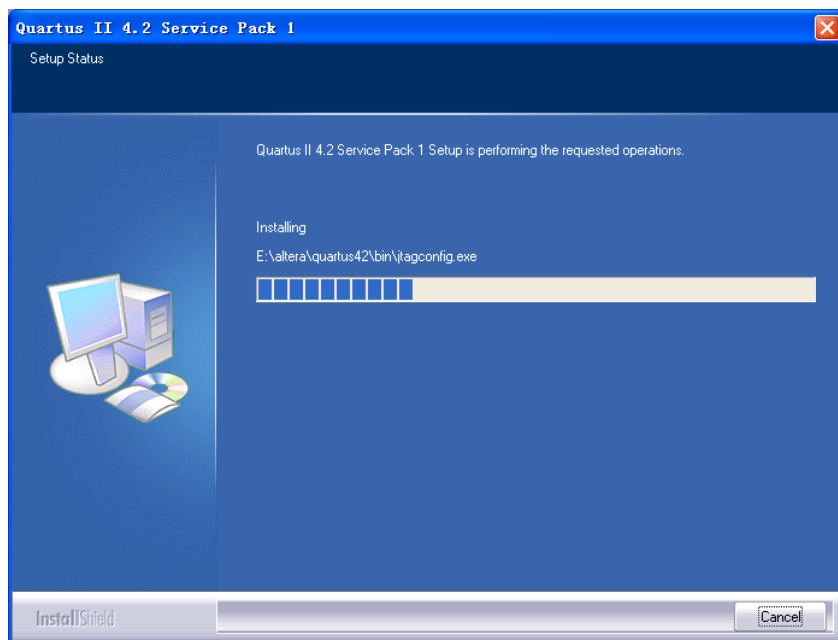 Quartus II 4.2 Service Pack 1
Setup Status
Quartus II 4.2 Service Pack 1 Setup is performing the requested operations.
Installing
E:\altera\quartus42\bin\jtagconfig.exe
InstallShield
Cancel